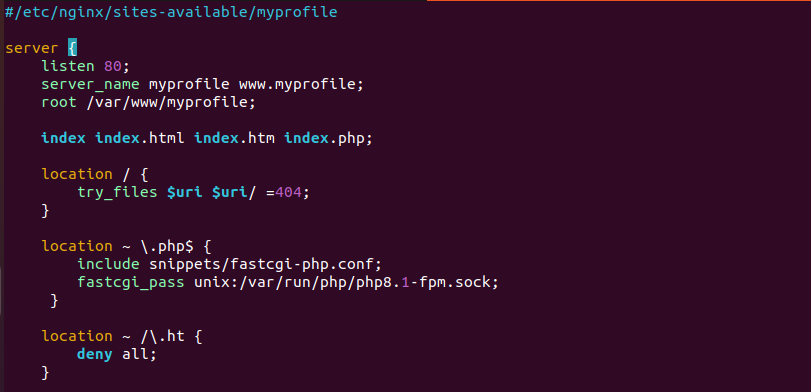 #/etc/nginx/sites-available/myprofile
server {
listen 80;
server_name myprofile www.myprofile;
root /var/www/myprofile;
index index.html index.htm index.php;
location / {
try_files $uri $uri/ =404;
}
location ~ \.php$ {
include snippets/fastcgi-php.conf;
fastcgi_pass unix:/var/run/php/php8.1-fpm.sock;
}
location ~ /\.ht {
deny all;
}